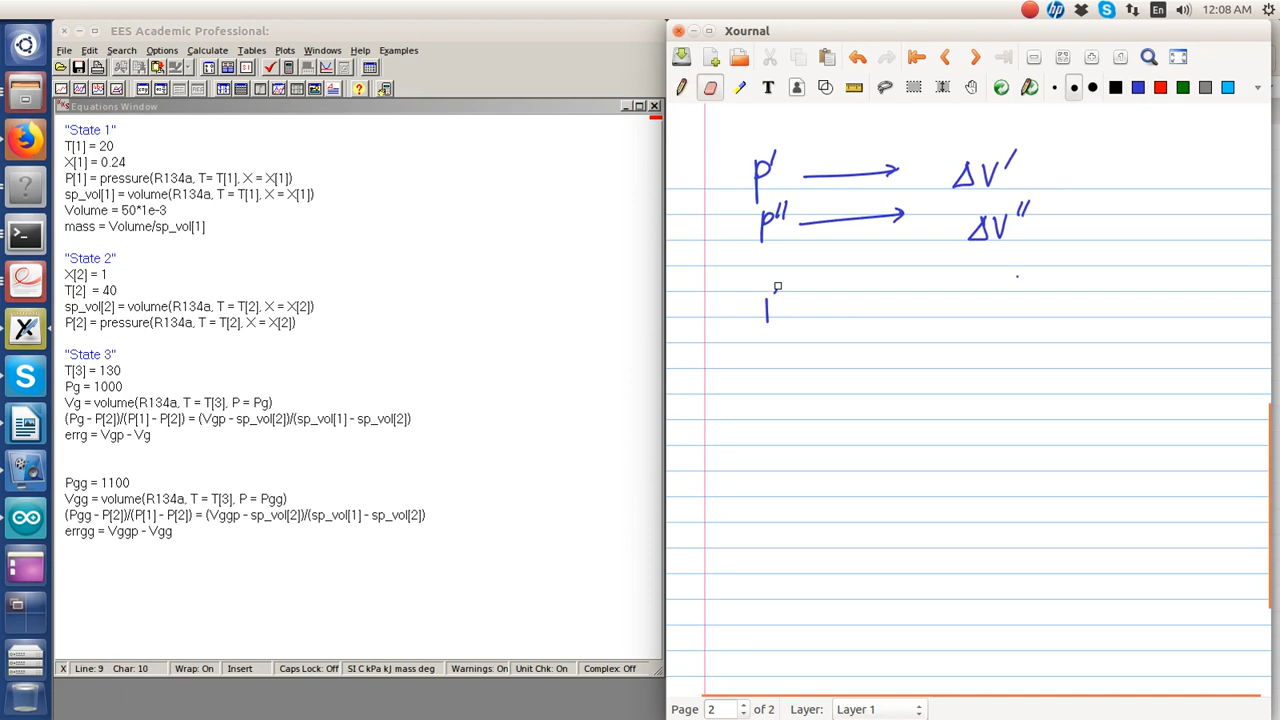 12:08 AM
En
EES Academic Professional:
File Edit Search Options Calculate Tables Plots Windows Help Examples
Equations Window
"State 1"
T[1] = 20
X[1] = 0.24
P[1] = pressure(R134a, T= T[1], X = X[1])
sp_vol[1] = volume(R134a, T = T[1], X = X[1])
Volume = 50*1e-3
mass = Volume/sp_vol[1]
"State 2"
X[2] = 1
T[2] = 40
sp_vol[2] = volume(R134a, T = T[2], X = X[2])
P[2] = pressure(R134a, T = T[2], X = X[2])
"State 3"
T[3] = 130
Pg = 1000
Vg = volume(R134a, T = T[3], P = Pg)
(Pg - P[2])/(P[1] - P[2]) = (Vgp - sp_vol[2])/(sp_vol[1] - sp_vol[2])
errg = Vgp - Vg
Pgg = 1100
Vgg = volume(R134a, T = T[3], P = Pgg)
(Pgg - P[2])/(P[1] - P[2]) = (Vggp - sp_vol[2])/(sp_vol[1] - sp_vol[2])
errgg = Vggp - Vgg
X Line: 9 Char: 10 Wrap: On Insert Caps Lock: Off SI C kPa kJ mass deg Warnings: On Unit Chk: On Complex: Off
Xournal
p' → ΔV'
p'' → ΔV''
Page 2 of 2 Layer: Layer 1